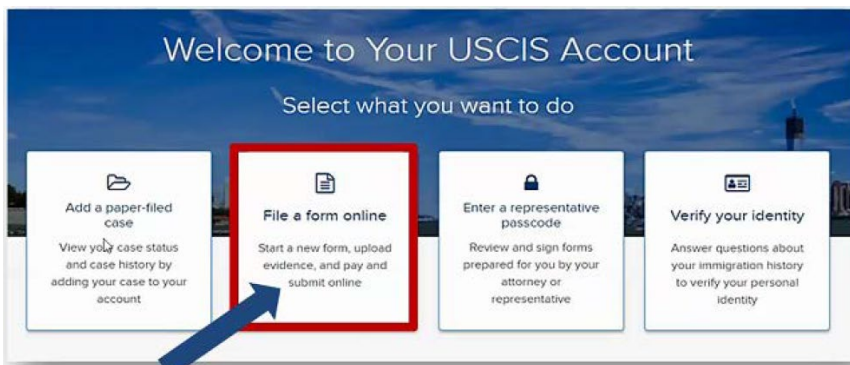 Welcome to Your USCIS Account
Select what you want to do
Add a paper-filed
case
View your case status
and case history by
adding your case to your
account
File a form online
Start a new form, upload
evidence, and pay and
submit online
Enter a representative
passcode
Review and sign forms
prepared for you by your
attorney or
representative
Verify your identity
Answer questions about
your immigration history
to verify your personal
identity